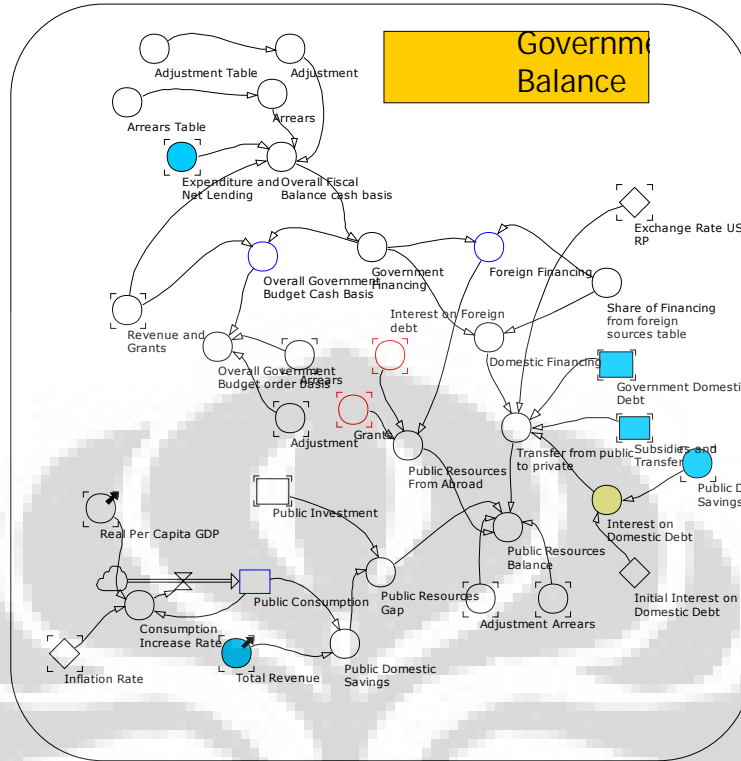 Governme
Balance
Adjustment Table
Adjustment
Arrears Table
Arrears
Expenditure and
Net Lending
Overall Fiscal
Balance cash basis
Exchange Rate US
RP
Overall Government
Budget Cash Basis
Government
Financing
Foreign Financing
Share of Financing
from foreign
sources table
Revenue and
Grants
Interest on Foreign
debt
Overall Government
Budget order basis
Arrears
Domestic Financing
Government Domestic
Debt
Adjustment
Grants
Transfer from public
to private
Subsidies and
Transfer
Public Resources
From Abroad
Public D
Savings
Public Investment
Real Per Capita GDP
Interest on
Domestic Debt
Public Resources
Balance
Public Consumption
Public Resources
Gap
Initial Interest on
Domestic Debt
Consumption
Increase Rate
Adjustment
Arrears
Inflation Rate
Total Revenue
Public Domestic
Savings